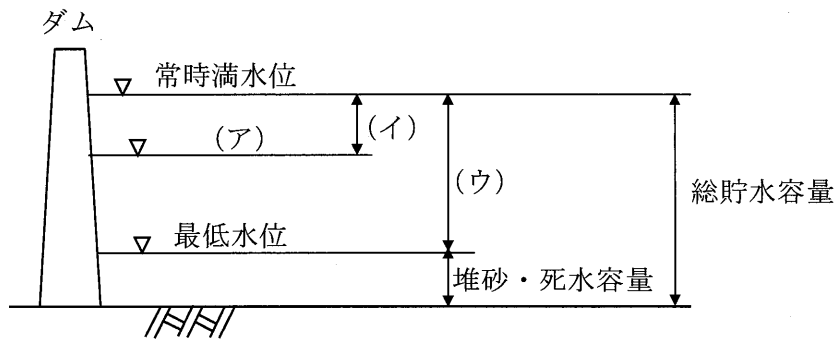 ダム
常時満水位
(ア)
(イ)
(ウ)
総貯水容量
最低水位
堆砂・死水容量